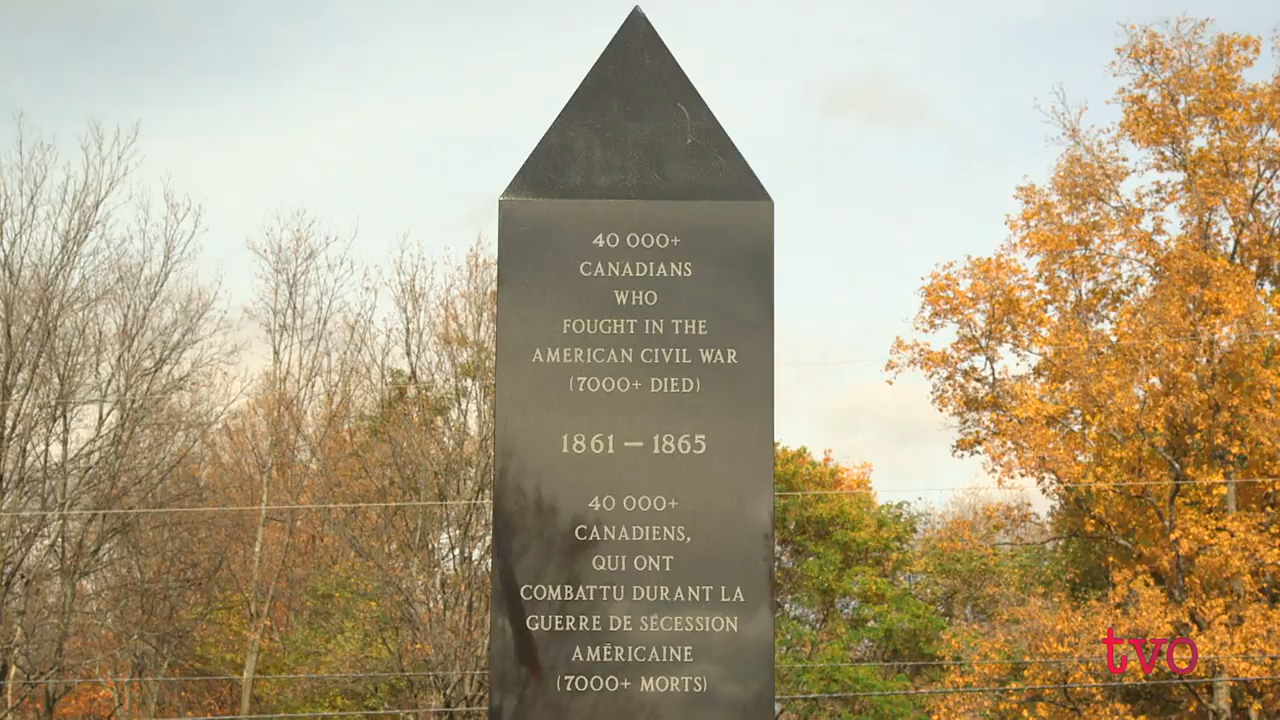 40 000+
CANADIANS
WHO
FOUGHT IN THE
AMERICAN CIVIL WAR
(7000+ DIED)
1861 — 1865
40 000+
CANADIENS,
QUI ONT
COMBATTU DURANT LA
GUERRE DE SÉCESSION
AMÉRICAINE
(7000+ MORTS)
tvo